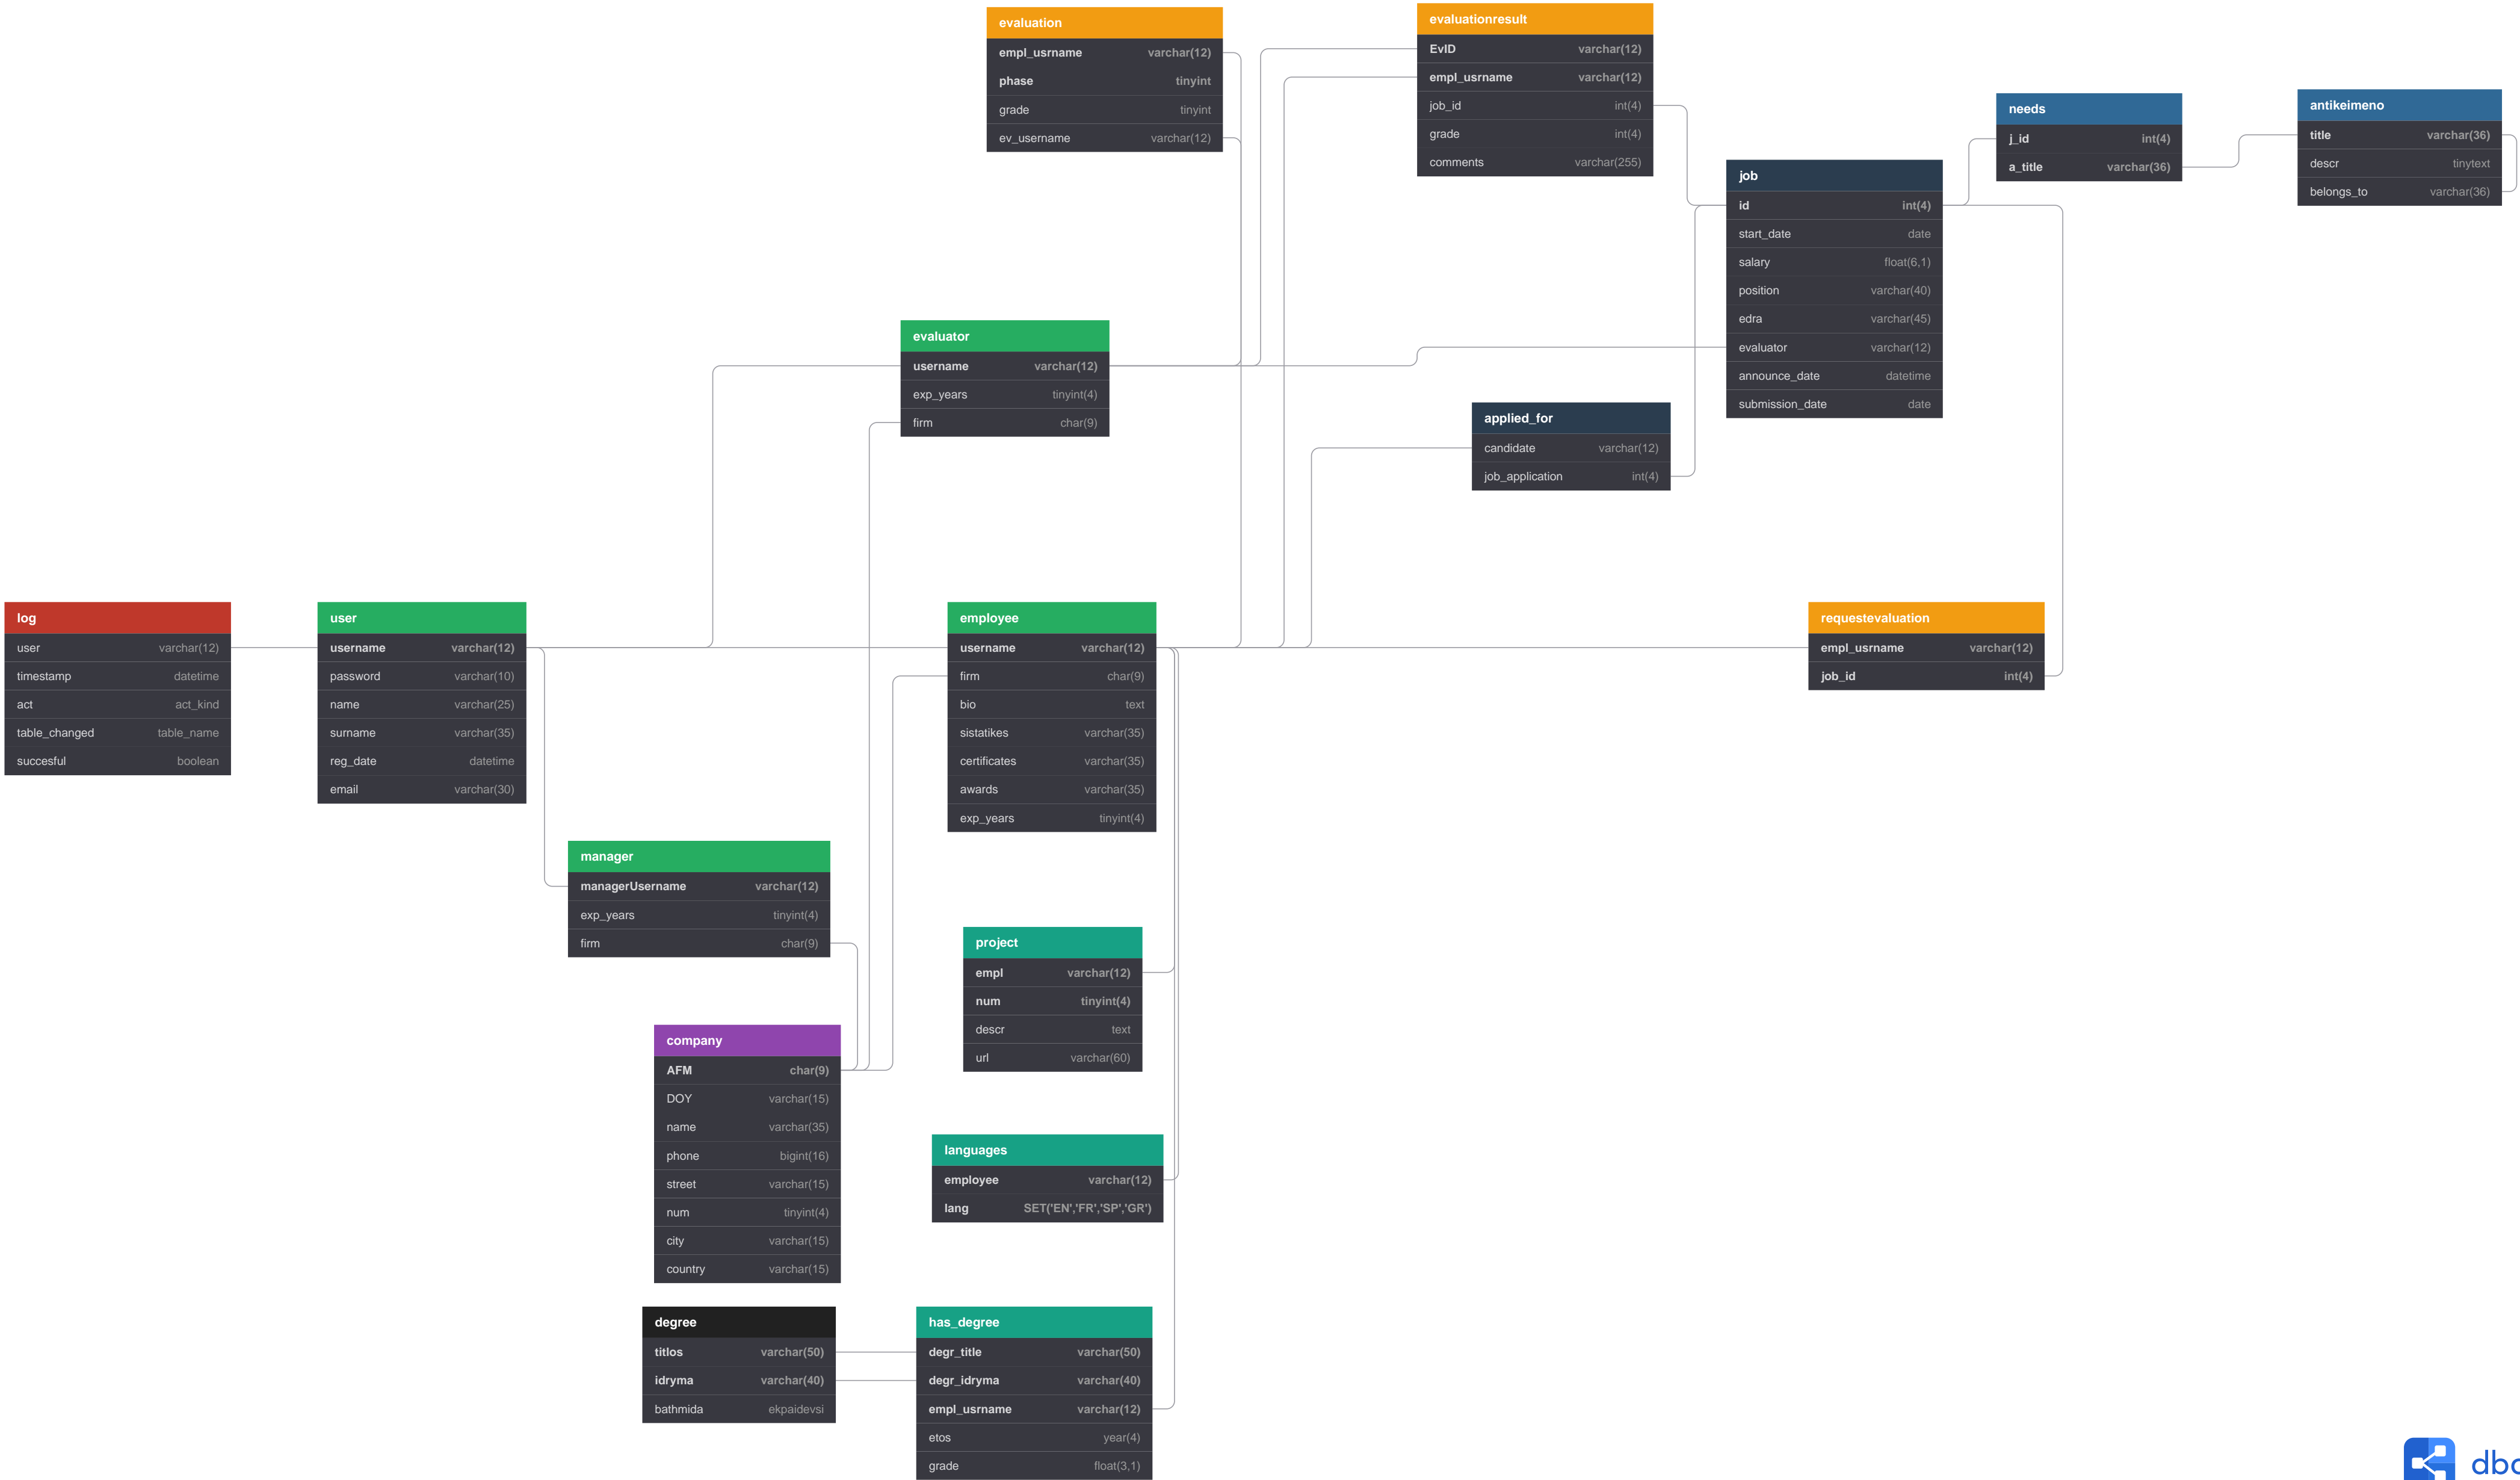 evaluation
empl_usrname varchar(12)
phase tinyint
grade tinyint
ev_username varchar(12)
evaluationresult
EvID varchar(12)
empl_usrname varchar(12)
job_id int(4)
grade int(4)
comments varchar(255)
needs
j_id int(4)
a_title varchar(36)
antikeimeno
title varchar(36)
descr tinytext
belongs_to varchar(36)
job
id int(4)
start_date date
salary float(6,1)
position varchar(40)
edra varchar(45)
evaluator varchar(12)
announce_date datetime
submission_date date
evaluator
username varchar(12)
exp_years tinyint(4)
firm char(9)
applied_for
candidate varchar(12)
job_application int(4)
log
user varchar(12)
timestamp datetime
act act_kind
table_changed table_name
succesful boolean
user
username varchar(12)
password varchar(10)
name varchar(25)
surname varchar(35)
reg_date datetime
email varchar(30)
employee
username varchar(12)
firm char(9)
bio text
sistatikes varchar(35)
certificates varchar(35)
awards varchar(35)
exp_years tinyint(4)
requestevaluation
empl_usrname varchar(12)
job_id int(4)
manager
managerUsername varchar(12)
exp_years tinyint(4)
firm char(9)
project
empl varchar(12)
num tinyint(4)
descr text
url varchar(60)
company
AFM char(9)
DOY varchar(15)
name varchar(35)
phone bigint(16)
street varchar(15)
num tinyint(4)
city varchar(15)
country varchar(15)
languages
employee varchar(12)
lang SET('EN','FR','SP','GR')
degree
titlos varchar(50)
idryma varchar(40)
bathmida ekpaidevsi
has_degree
degr_title varchar(50)
degr_idryma varchar(40)
empl_usrname varchar(12)
etos year(4)
grade float(3,1)